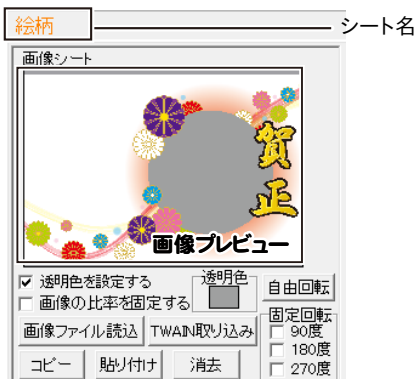 絵柄 シート名
画像シート
賀正
画像プレビュー
透明色を設定する 透明色 自由回転
画像の比率を固定する 固定回転
画像ファイル読込 TWAIN取り込み 90度
180度
コピー 貼り付け 消去 270度